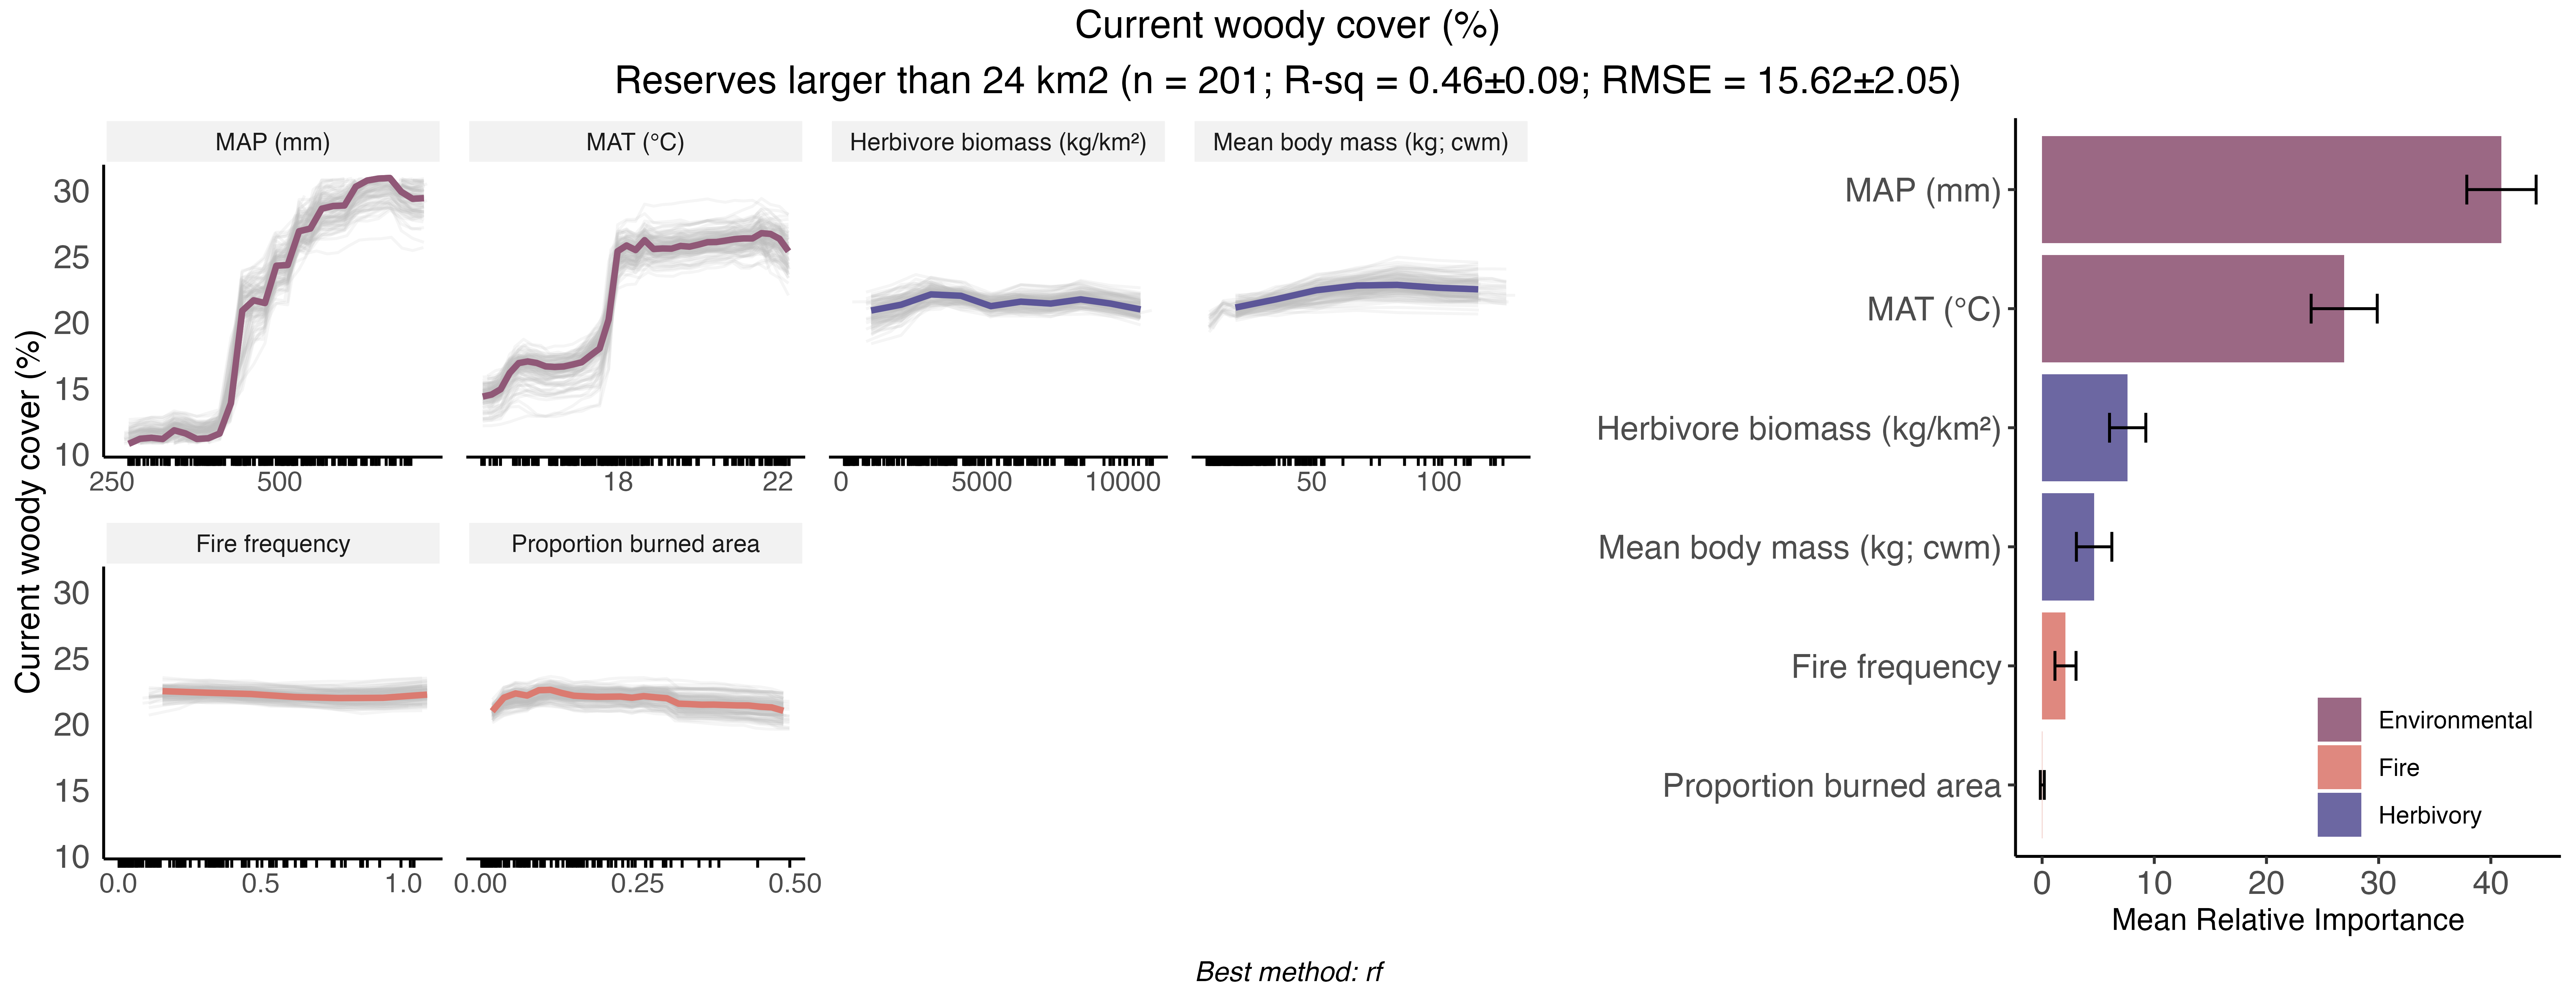 Current woody cover (%)
Reserves larger than 24 km2 (n = 201; R-sq = 0.46±0.09; RMSE = 15.62±2.05)
Current woody cover (%)
MAP (mm)
MAT (°C)
Herbivore biomass (kg/km²)
Mean body mass (kg; cwm)
30
25
20
15
10
250 500
18 22
0 5000 10000
50 100
Fire frequency
Proportion burned area
30
25
20
15
10
0.0 0.5 1.0
0.00 0.25 0.50
MAP (mm)
MAT (°C)
Herbivore biomass (kg/km²)
Mean body mass (kg; cwm)
Fire frequency
Proportion burned area
Environmental
Fire
Herbivory
0 10 20 30 40
Mean Relative Importance
Best method: rf